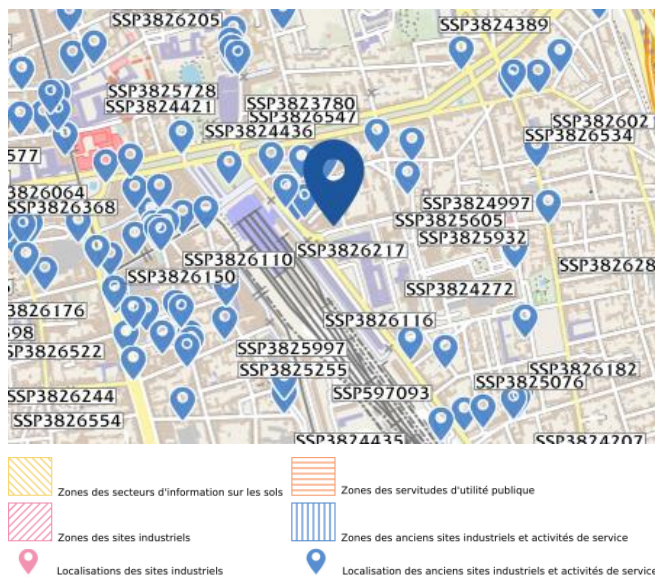 SSP3826205
SSP3824389
SSP3825728
SSP3824421
SSP3823780
SSP3826547
SSP3824436
SSP382602
SSP3826534
577
3826064
SSP3826368
SSP3824997
SSP3825605
SSP3825932
SSP3826217
SSP3826110
SSP3826150
SSP382628
SSP3824272
3826176
SSP3826116
398
SSP3826522
SSP3825997
SSP3825255
SSP597093
SSP3826182
SSP3825076
SSP3826244
SSP3826554
SSP3824435
SSP3824207
Zones des secteurs d'information sur les sols
Zones des servitudes d'utilité publique
Zones des sites industriels
Zones des anciens sites industriels et activités de service
Localisations des sites industriels
Localisation des anciens sites industriels et activités de service